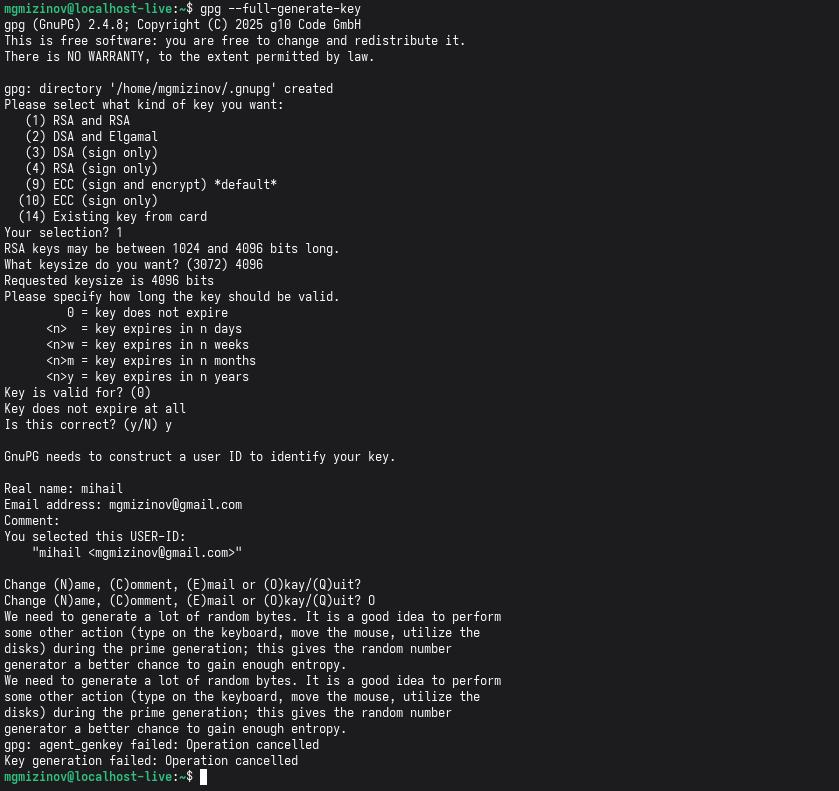 mgmizinov@localhost-live:~$ gpg --full-generate-key
gpg (GnuPG) 2.4.8; Copyright (C) 2025 g10 Code GmbH
This is free software: you are free to change and redistribute it.
There is NO WARRANTY, to the extent permitted by law.

gpg: directory '/home/mgmizinov/.gnupg' created
Please select what kind of key you want:
   (1) RSA and RSA
   (2) DSA and Elgamal
   (3) DSA (sign only)
   (4) RSA (sign only)
   (9) ECC (sign and encrypt) *default*
  (10) ECC (sign only)
  (14) Existing key from card
Your selection? 1
RSA keys may be between 1024 and 4096 bits long.
What keysize do you want? (3072) 4096
Requested keysize is 4096 bits
Please specify how long the key should be valid.
         0 = key does not expire
      <n>  = key expires in n days
      <n>w = key expires in n weeks
      <n>m = key expires in n months
      <n>y = key expires in n years
Key is valid for? (0)
Key does not expire at all
Is this correct? (y/N) y

GnuPG needs to construct a user ID to identify your key.

Real name: mihail
Email address: mgmizinov@gmail.com
Comment:
You selected this USER-ID:
    "mihail <mgmizinov@gmail.com>"

Change (N)ame, (C)omment, (E)mail or (O)kay/(Q)uit?
Change (N)ame, (C)omment, (E)mail or (O)kay/(Q)uit? O
We need to generate a lot of random bytes. It is a good idea to perform
some other action (type on the keyboard, move the mouse, utilize the
disks) during the prime generation; this gives the random number
generator a better chance to gain enough entropy.
We need to generate a lot of random bytes. It is a good idea to perform
some other action (type on the keyboard, move the mouse, utilize the
disks) during the prime generation; this gives the random number
generator a better chance to gain enough entropy.
gpg: agent_genkey failed: Operation cancelled
Key generation failed: Operation cancelled
mgmizinov@localhost-live:~$